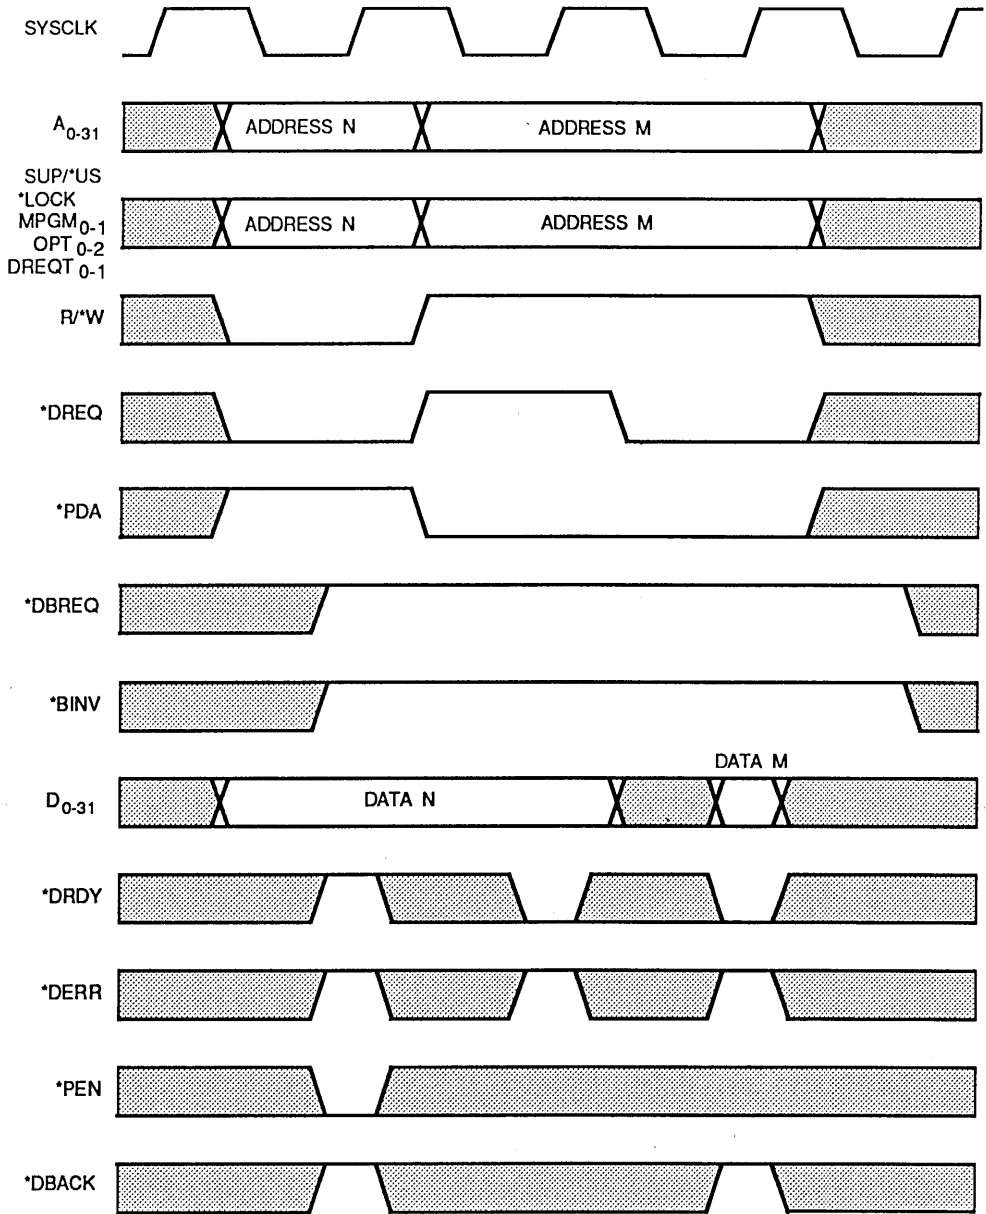 SYSCLK
A0-31
ADDRESS N
ADDRESS M
SUP/*US
*LOCK
MPGM0-1
OPT0-2
DREQT0-1
ADDRESS N
ADDRESS M
R/*W
*DREQ
*PDA
*DBREQ
*BINV
DATA M
D0-31
DATA N
*DRDY
*DERR
*PEN
*DBACK